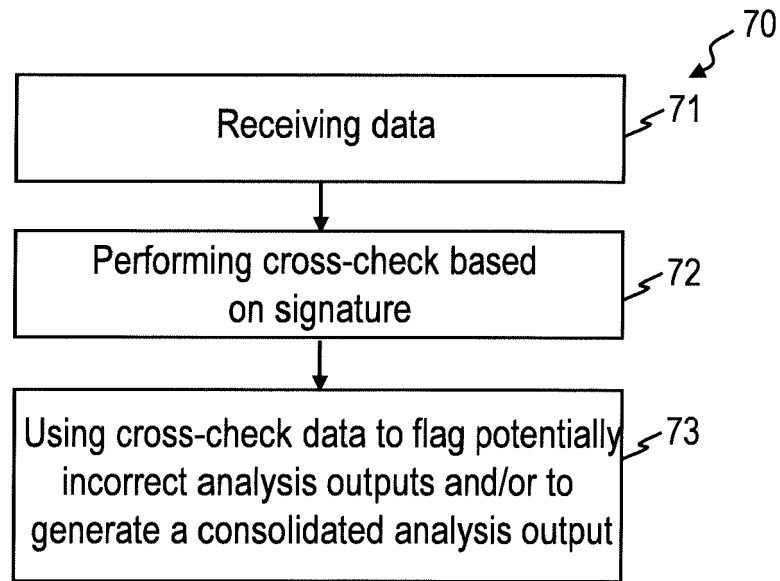 70
Receiving data
71
Performing cross-check based
on signature
72
Using cross-check data to flag potentially
incorrect analysis outputs and/or to
generate a consolidated analysis output
73